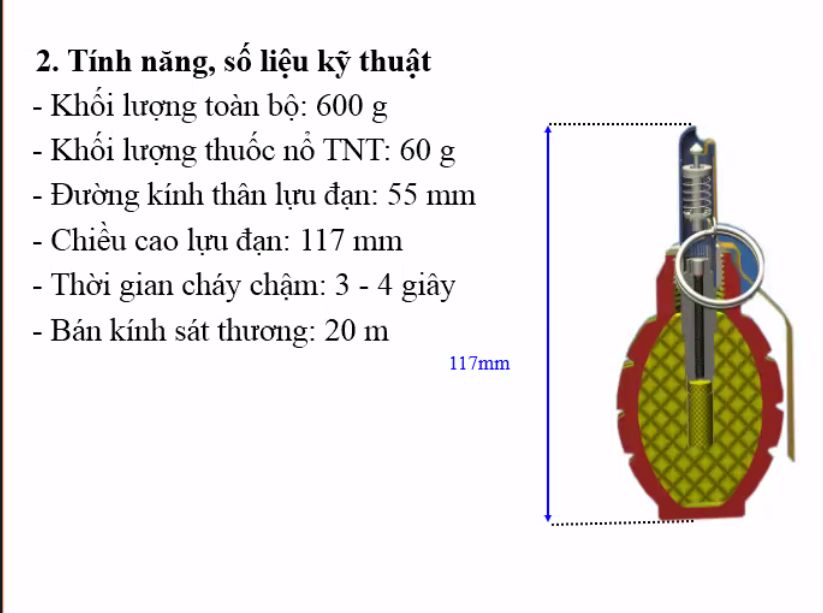 2. Tính năng, số liệu kỹ thuật
- Khối lượng toàn bộ: 600 g
- Khối lượng thuốc nổ TNT: 60 g
- Đường kính thân lựu đạn: 55 mm
- Chiều cao lựu đạn: 117 mm
- Thời gian cháy chậm: 3 - 4 giây
- Bán kính sát thương: 20 m
117mm